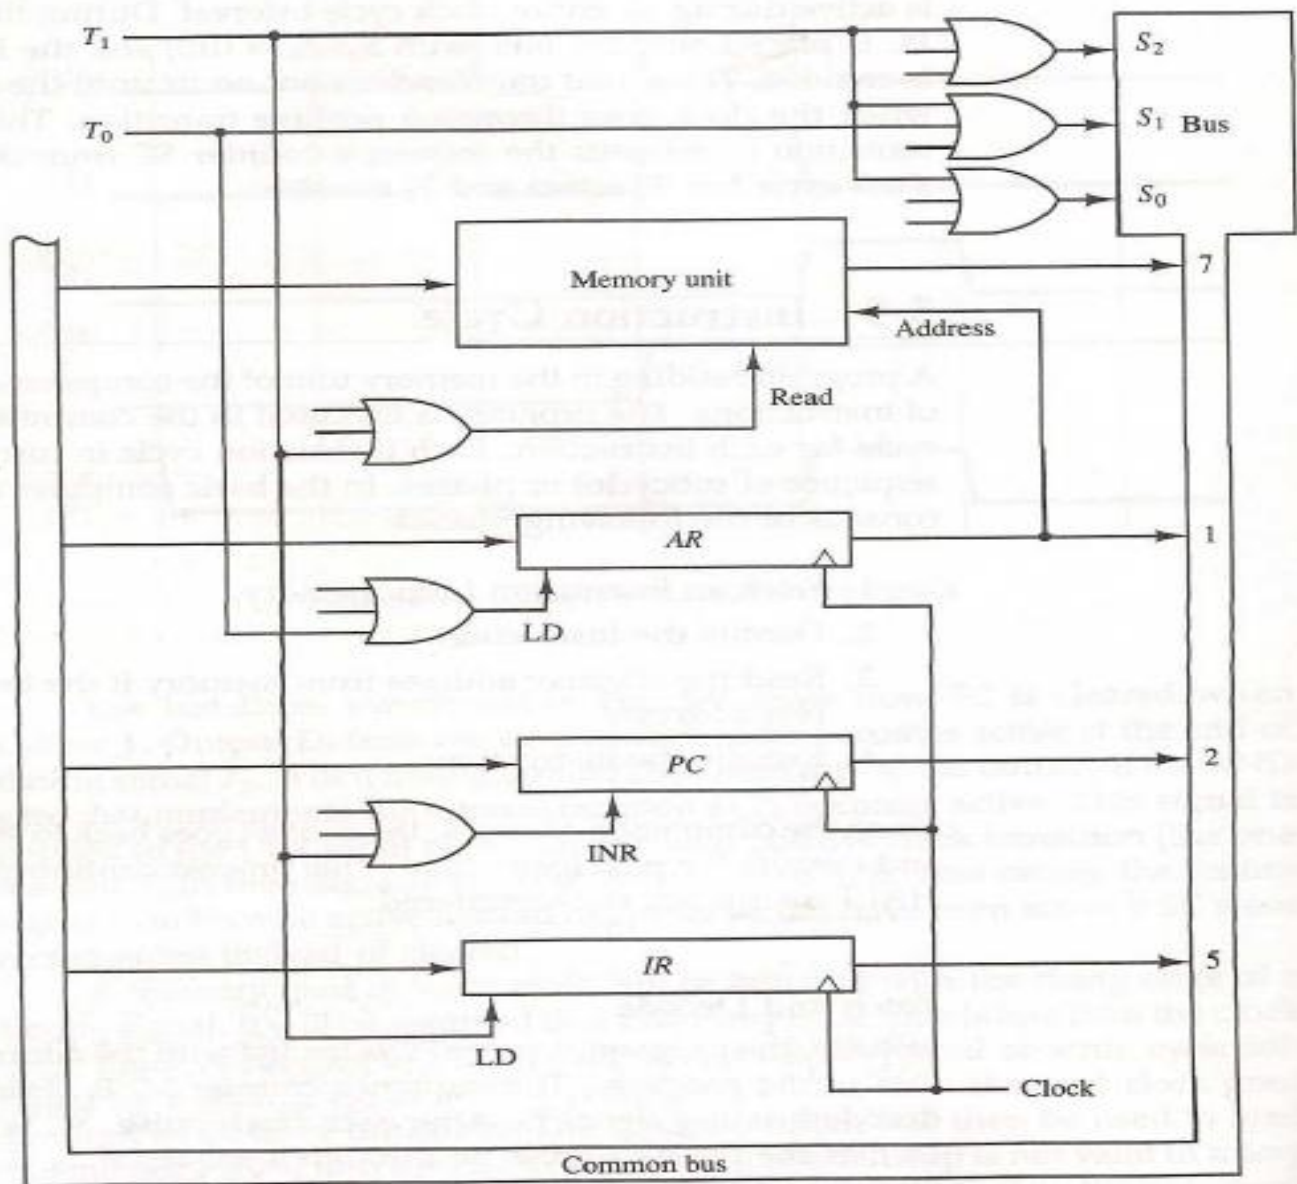 T1
S2
T0
S1 Bus
S0
7
Memory unit
Address
Read
AR
1
LD
PC
2
INR
IR
5
LD
Clock
Common bus